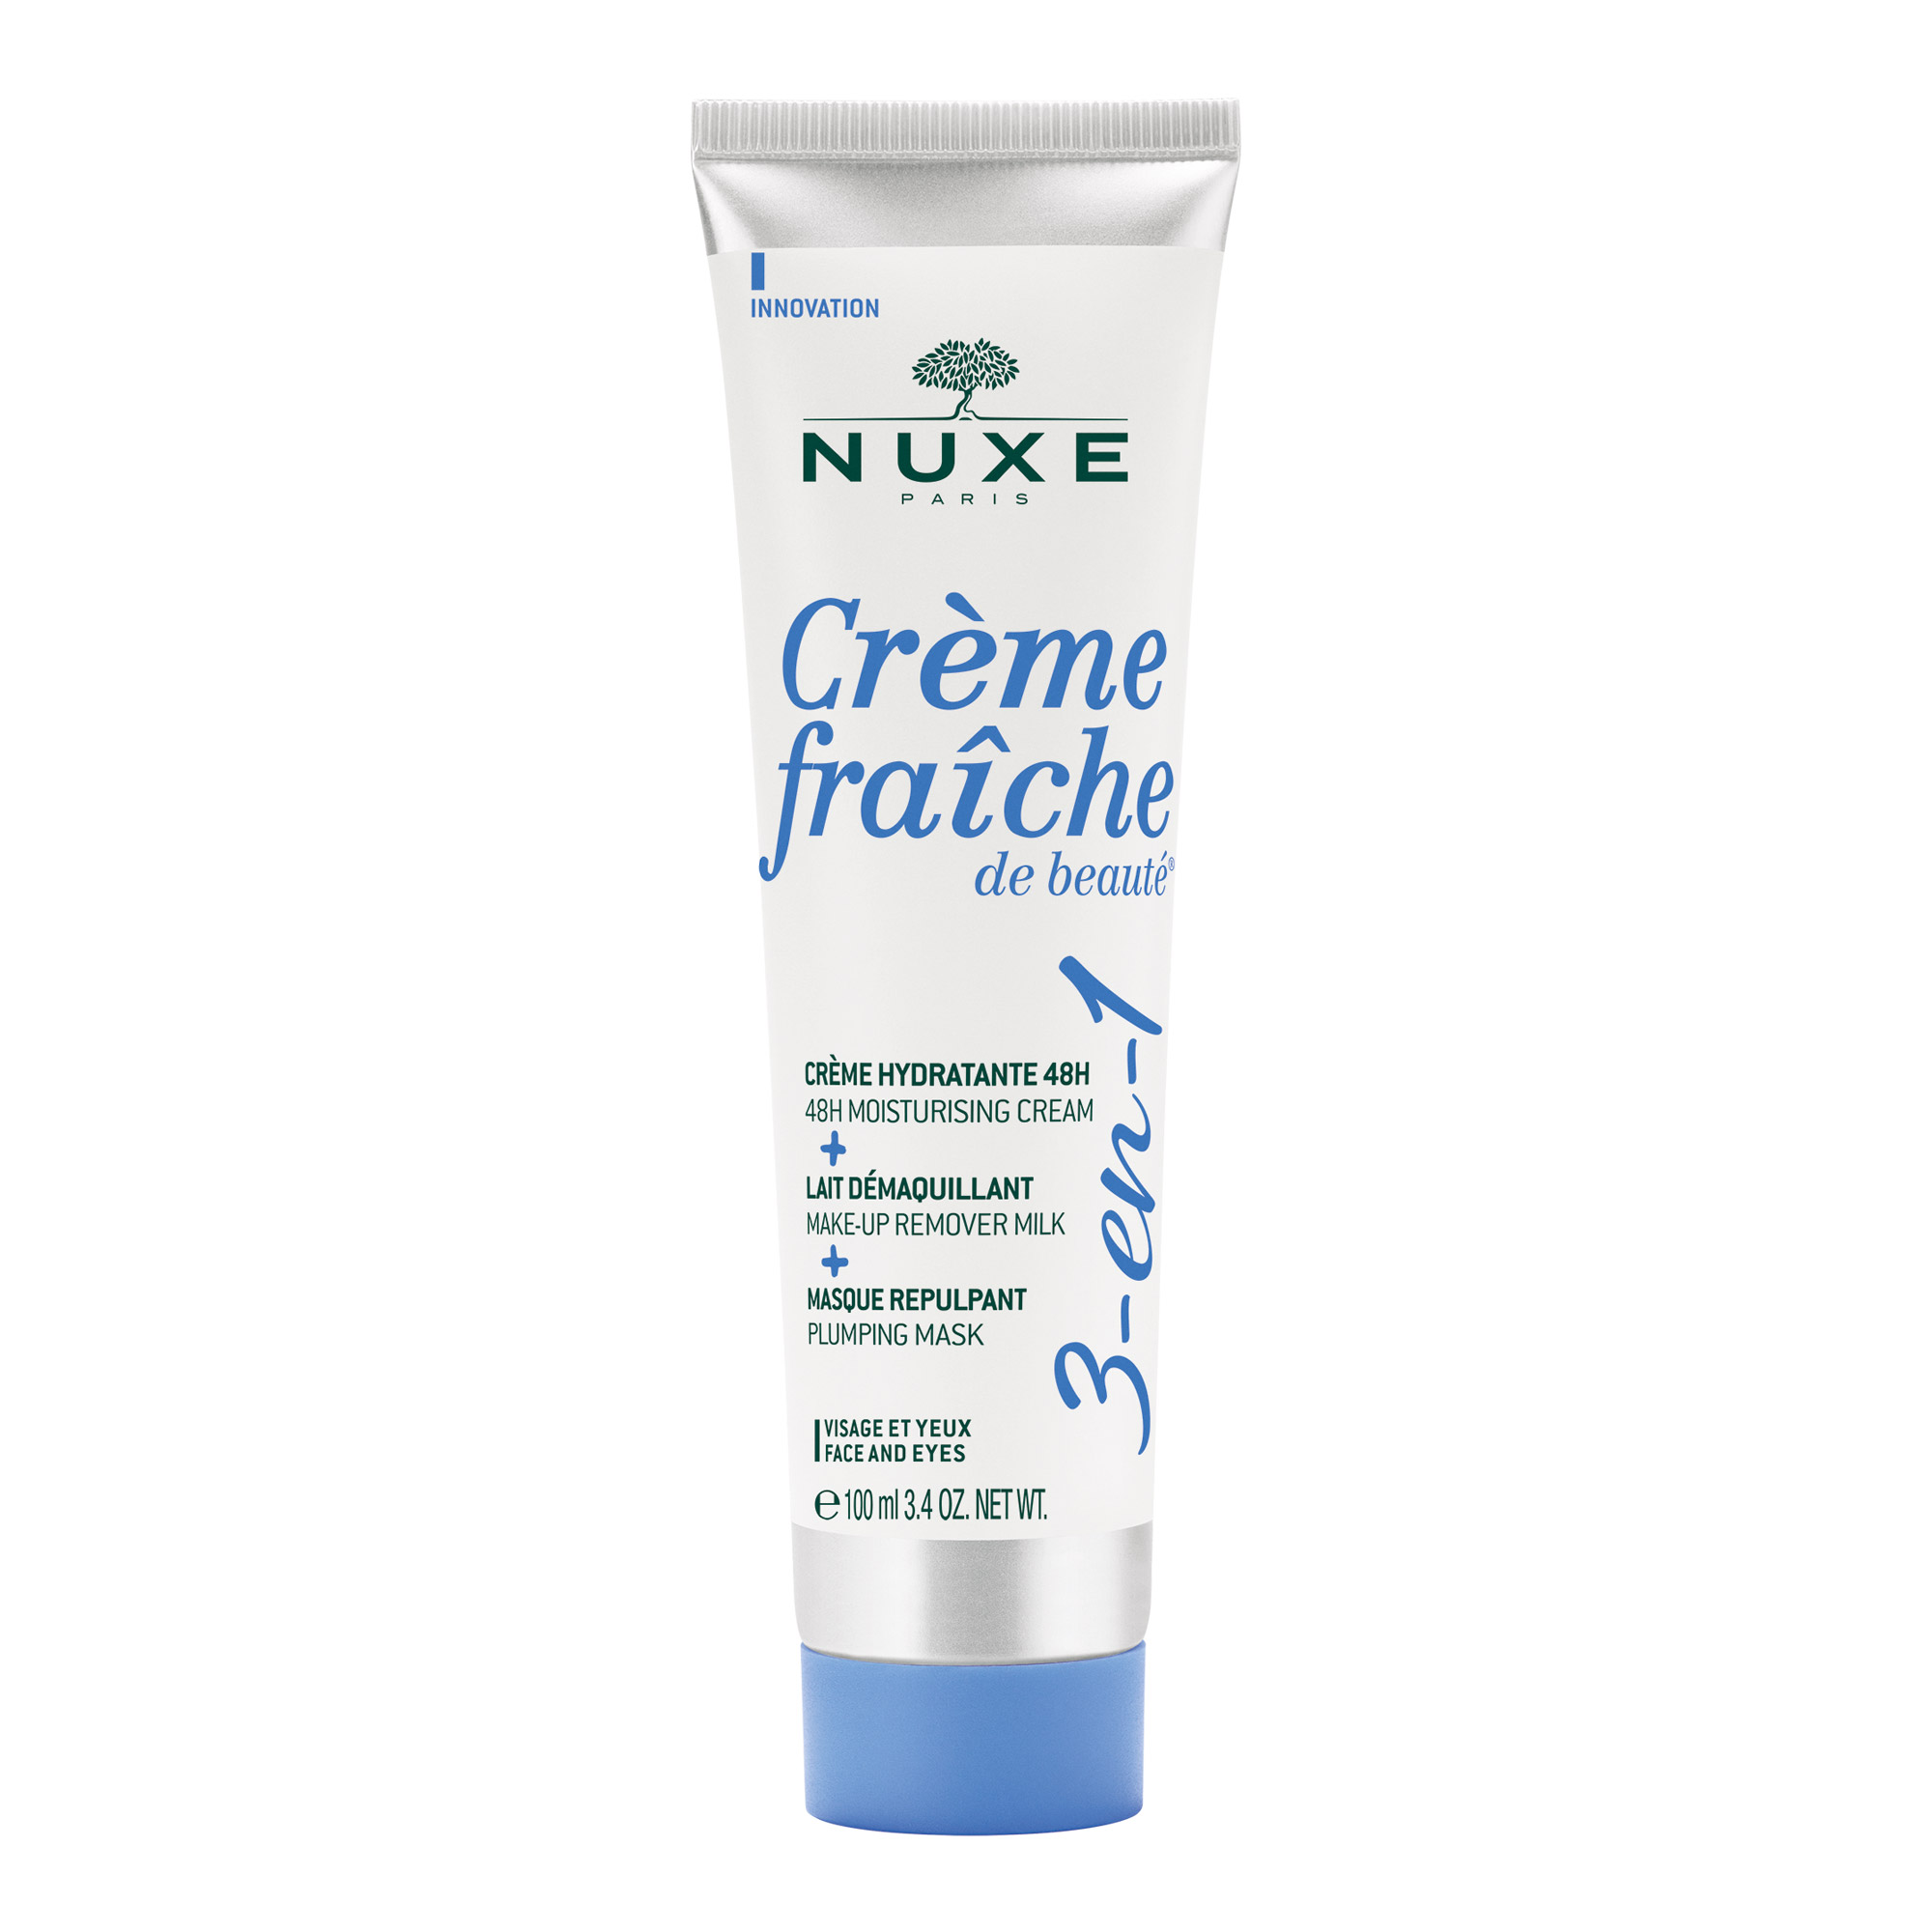 INNOVATION
NUXE
PARIS
Crème
fraîche
de beauté®
3-en-1
CRÈME HYDRATANTE 48H
48H MOISTURISING CREAM
+
LAIT DÉMAQUILLANT
MAKE-UP REMOVER MILK
+
MASQUE REPULPANT
PLUMPING MASK
VISAGE ET YEUX
FACE AND EYES
℮ 100 ml 3.4 OZ. NET WT.